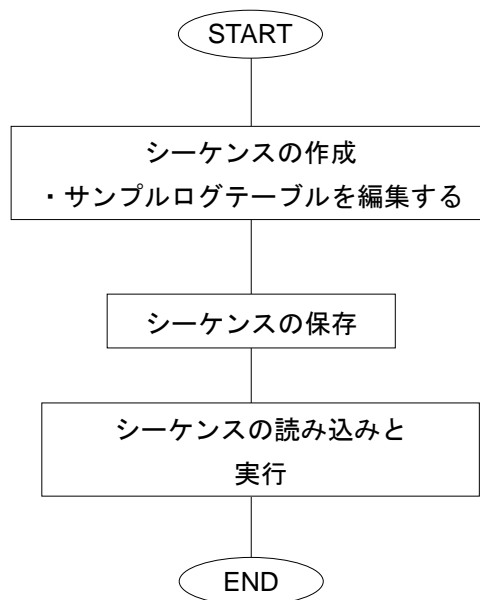 START
シーケンスの作成
・サンプルログテーブルを編集する
シーケンスの保存
シーケンスの読み込みと
実行
END